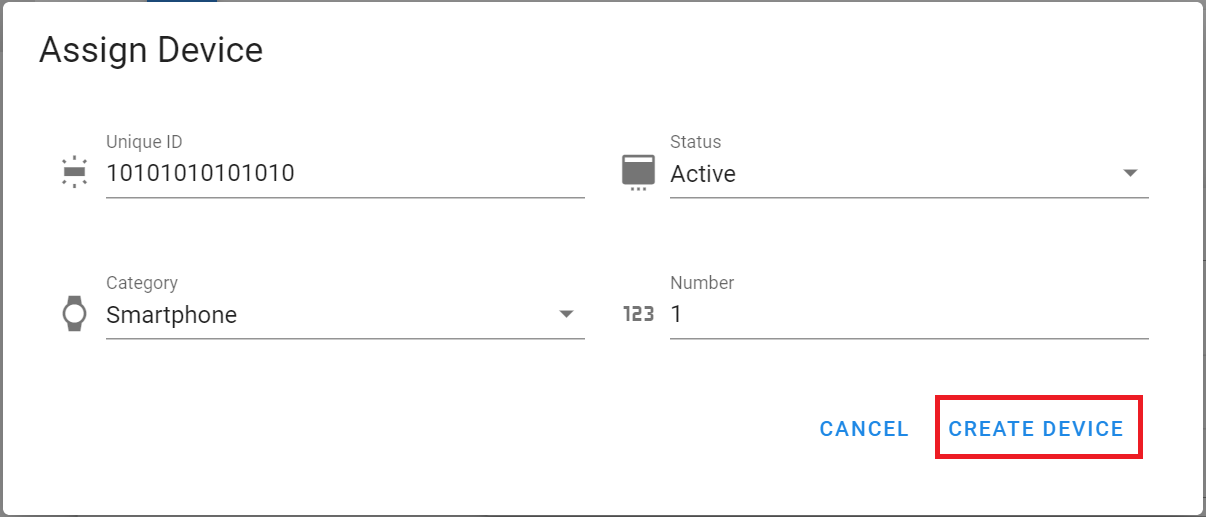 Assign Device
Unique ID
10101010101010
Status
Active
Category
Smartphone
Number
123
1
CANCEL
CREATE DEVICE